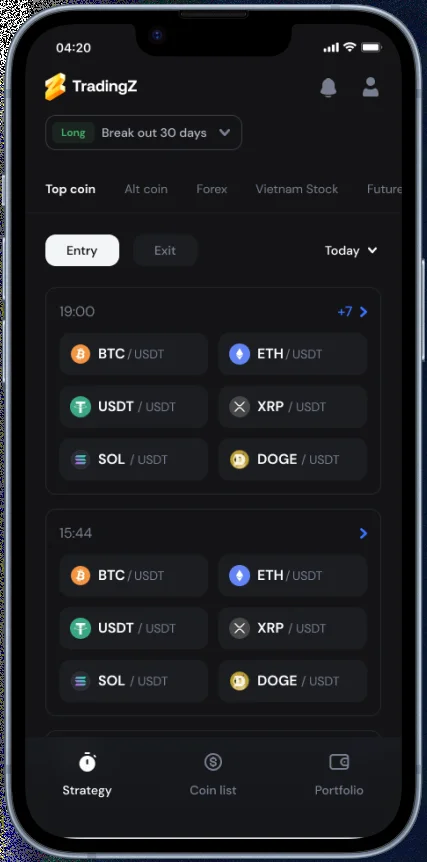 04:20
TradingZ
Long Break out 30 days
Top coin Alt coin Forex Vietnam Stock Future
Entry Exit Today
19:00 +7
BTC / USDT ETH / USDT
USDT / USDT XRP / USDT
SOL / USDT DOGE / USDT
15:44
BTC / USDT ETH / USDT
USDT / USDT XRP / USDT
SOL / USDT DOGE / USDT
Strategy Coin list Portfolio